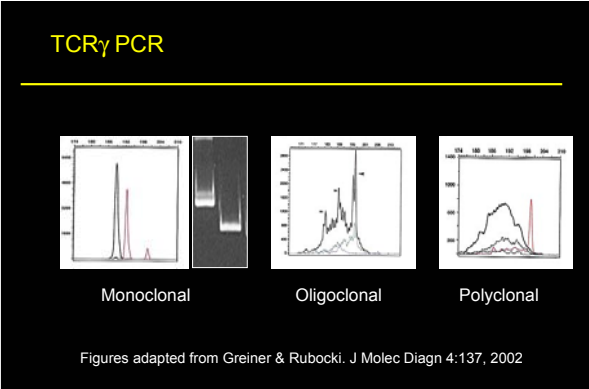 TCRγ PCR
Monoclonal
Oligoclonal
Polyclonal
Figures adapted from Greiner & Rubocki. J Molec Diagn 4:137, 2002